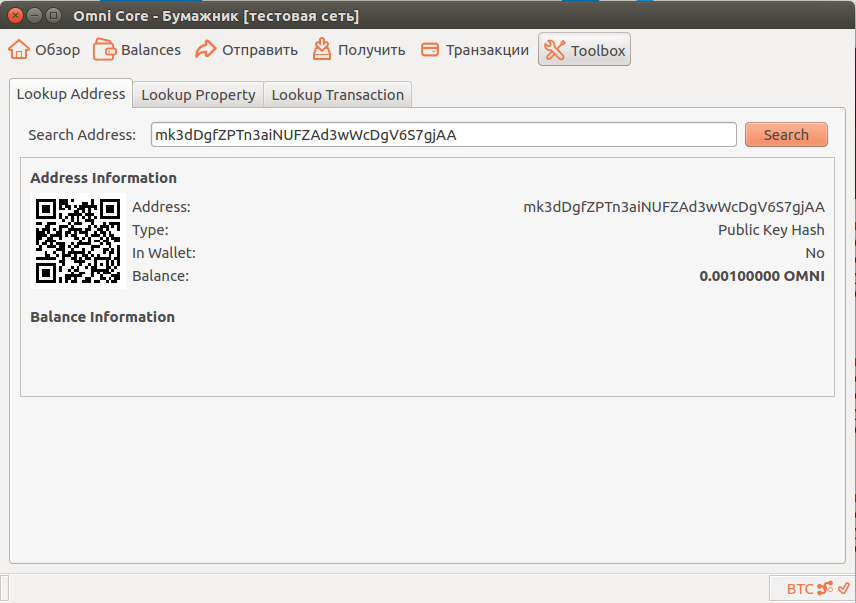 Omni Core - Бумажник [тестовая сеть]
Обзор Balances Отправить Получить Транзакции Toolbox
Lookup Address Lookup Property Lookup Transaction
Search Address: mk3dDgfZPTn3aiNUFZAd3wWcDgV6S7gjAA Search
Address Information
Address: mk3dDgfZPTn3aiNUFZAd3wWcDgV6S7gjAA
Type: Public Key Hash
In Wallet: No
Balance: 0.00100000 OMNI
Balance Information
BTC